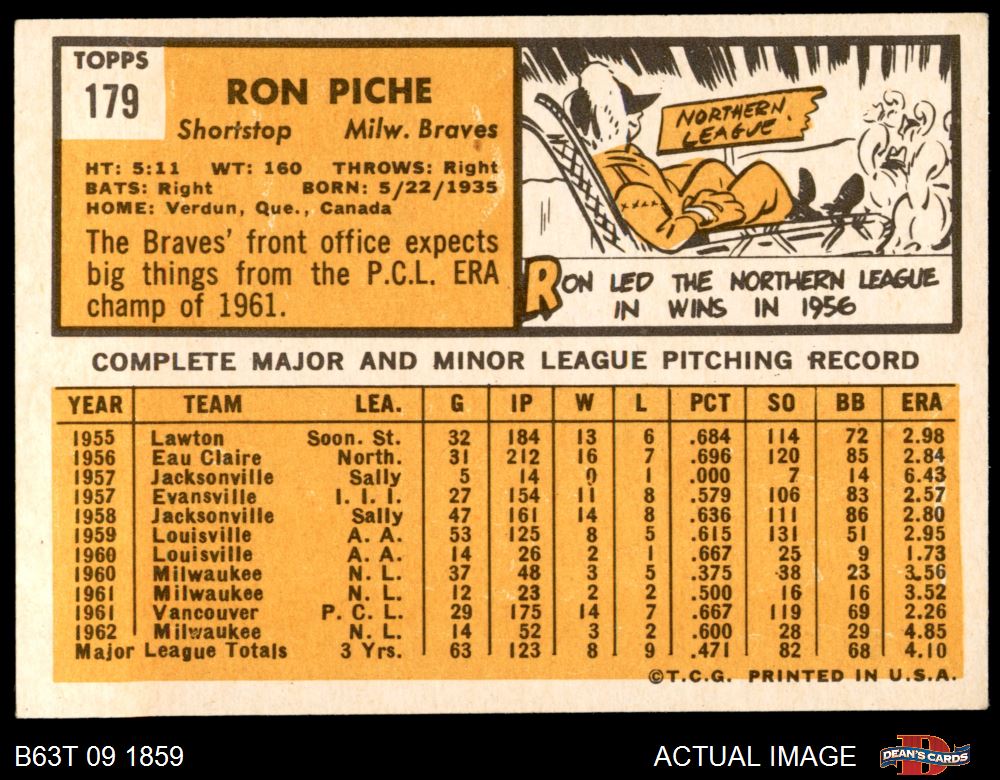 TOPPS
179
RON PICHE
Shortstop Milw. Braves
HT: 5:11 WT: 160 THROWS: Right
BATS: Right BORN: 5/22/1935
HOME: Verdun, Que., Canada
The Braves' front office expects
big things from the P.C.L. ERA
champ of 1961.
NORTHERN
LEAGUE
RON LED THE NORTHERN LEAGUE
IN WINS IN 1956
COMPLETE MAJOR AND MINOR LEAGUE PITCHING RECORD
YEAR TEAM LEA. G IP W L PCT SO BB ERA
1955 Lawton Soon. St. 32 184 13 6 .684 114 72 2.98
1956 Eau Claire North. 31 212 16 7 .696 120 85 2.84
1957 Jacksonville Sally 5 14 0 1 .000 7 14 6.43
1957 Evansville I. I. I. 27 154 11 8 .579 106 83 2.57
1958 Jacksonville Sally 47 161 14 8 .636 111 86 2.80
1959 Louisville A. A. 53 125 8 5 .615 131 51 2.95
1960 Louisville A. A. 14 26 2 1 .667 25 9 1.73
1960 Milwaukee N. L. 37 48 3 5 .375 38 23 3.56
1961 Milwaukee N. L. 12 23 2 2 .500 16 16 3.52
1961 Vancouver P. C. L. 29 175 14 7 .667 119 69 2.26
1962 Milwaukee N. L. 14 52 3 2 .600 28 29 4.85
Major League Totals 3 Yrs. 63 123 8 9 .471 82 68 4.10
©T.C.G. PRINTED IN U.S.A.
B63T 09 1859 ACTUAL IMAGE
DEAN'S CARDS